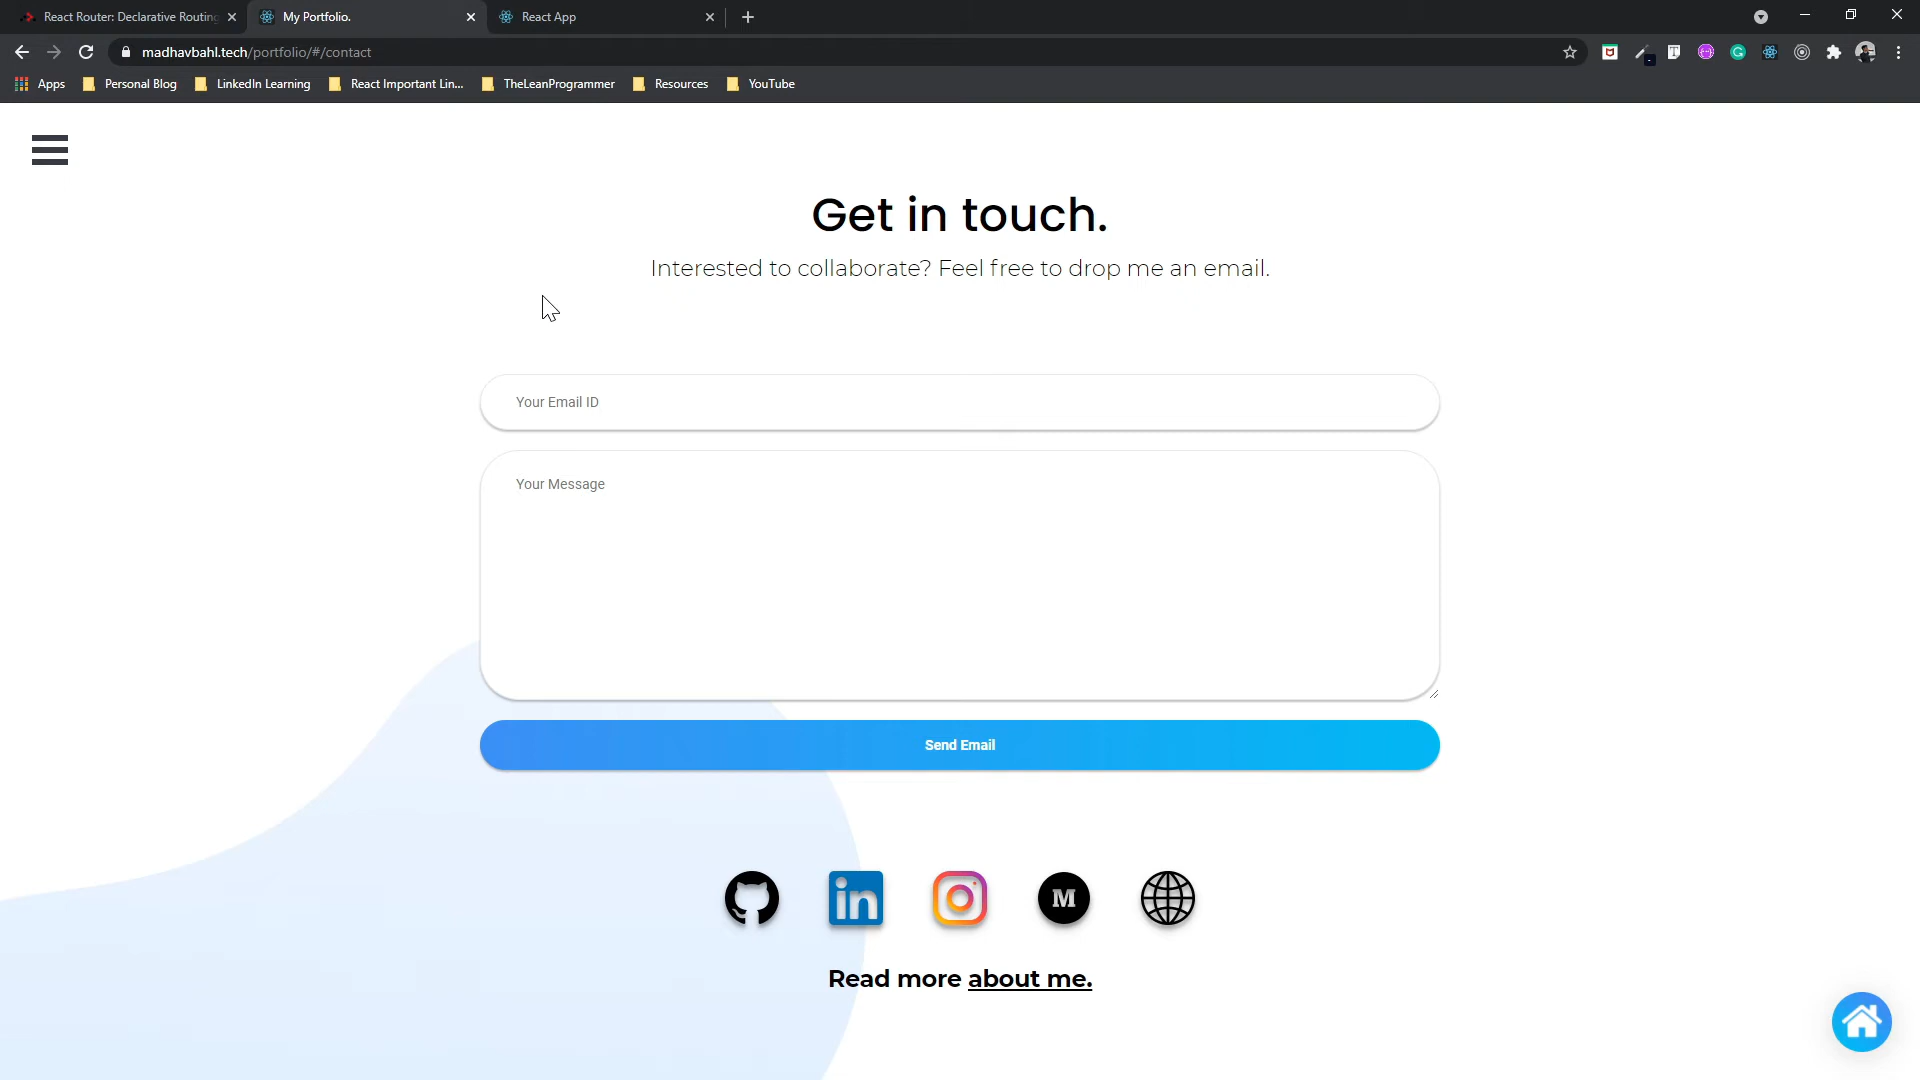 React Router: Declarative Routing
My Portfolio.
React App
madhavbahl.tech/portfolio/#/contact
Apps
Personal Blog
LinkedIn Learning
React Important Lin...
TheLeanProgrammer
Resources
YouTube
Get in touch.
Interested to collaborate? Feel free to drop me an email.
Your Email ID
Your Message
Send Email
in
M
Read more about me.